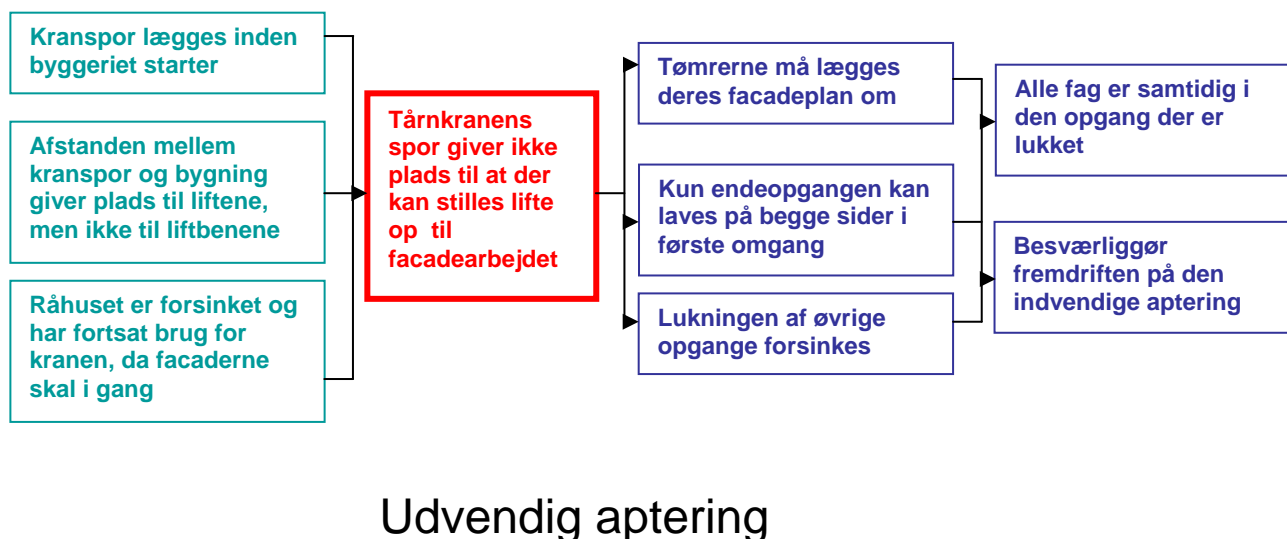 Kranspor lægges inden
byggeriet starter
Afstanden mellem
kranspor og bygning
giver plads til liftene,
men ikke til liftbenene
Råhuset er forsinket og
har fortsat brug for
kranen, da facaderne
skal i gang
Tårnkranens
spor giver ikke
plads til at der
kan stilles lifte
op til
facadearbejdet
Tømrerne må lægges
deres facadeplan om
Kun endeopgangen kan
laves på begge sider i
første omgang
Lukningen af øvrige
opgange forsinkes
Alle fag er samtidig i
den opgang der er
lukket
Besværliggør
fremdriften på den
indvendige aptering
Udvendig aptering